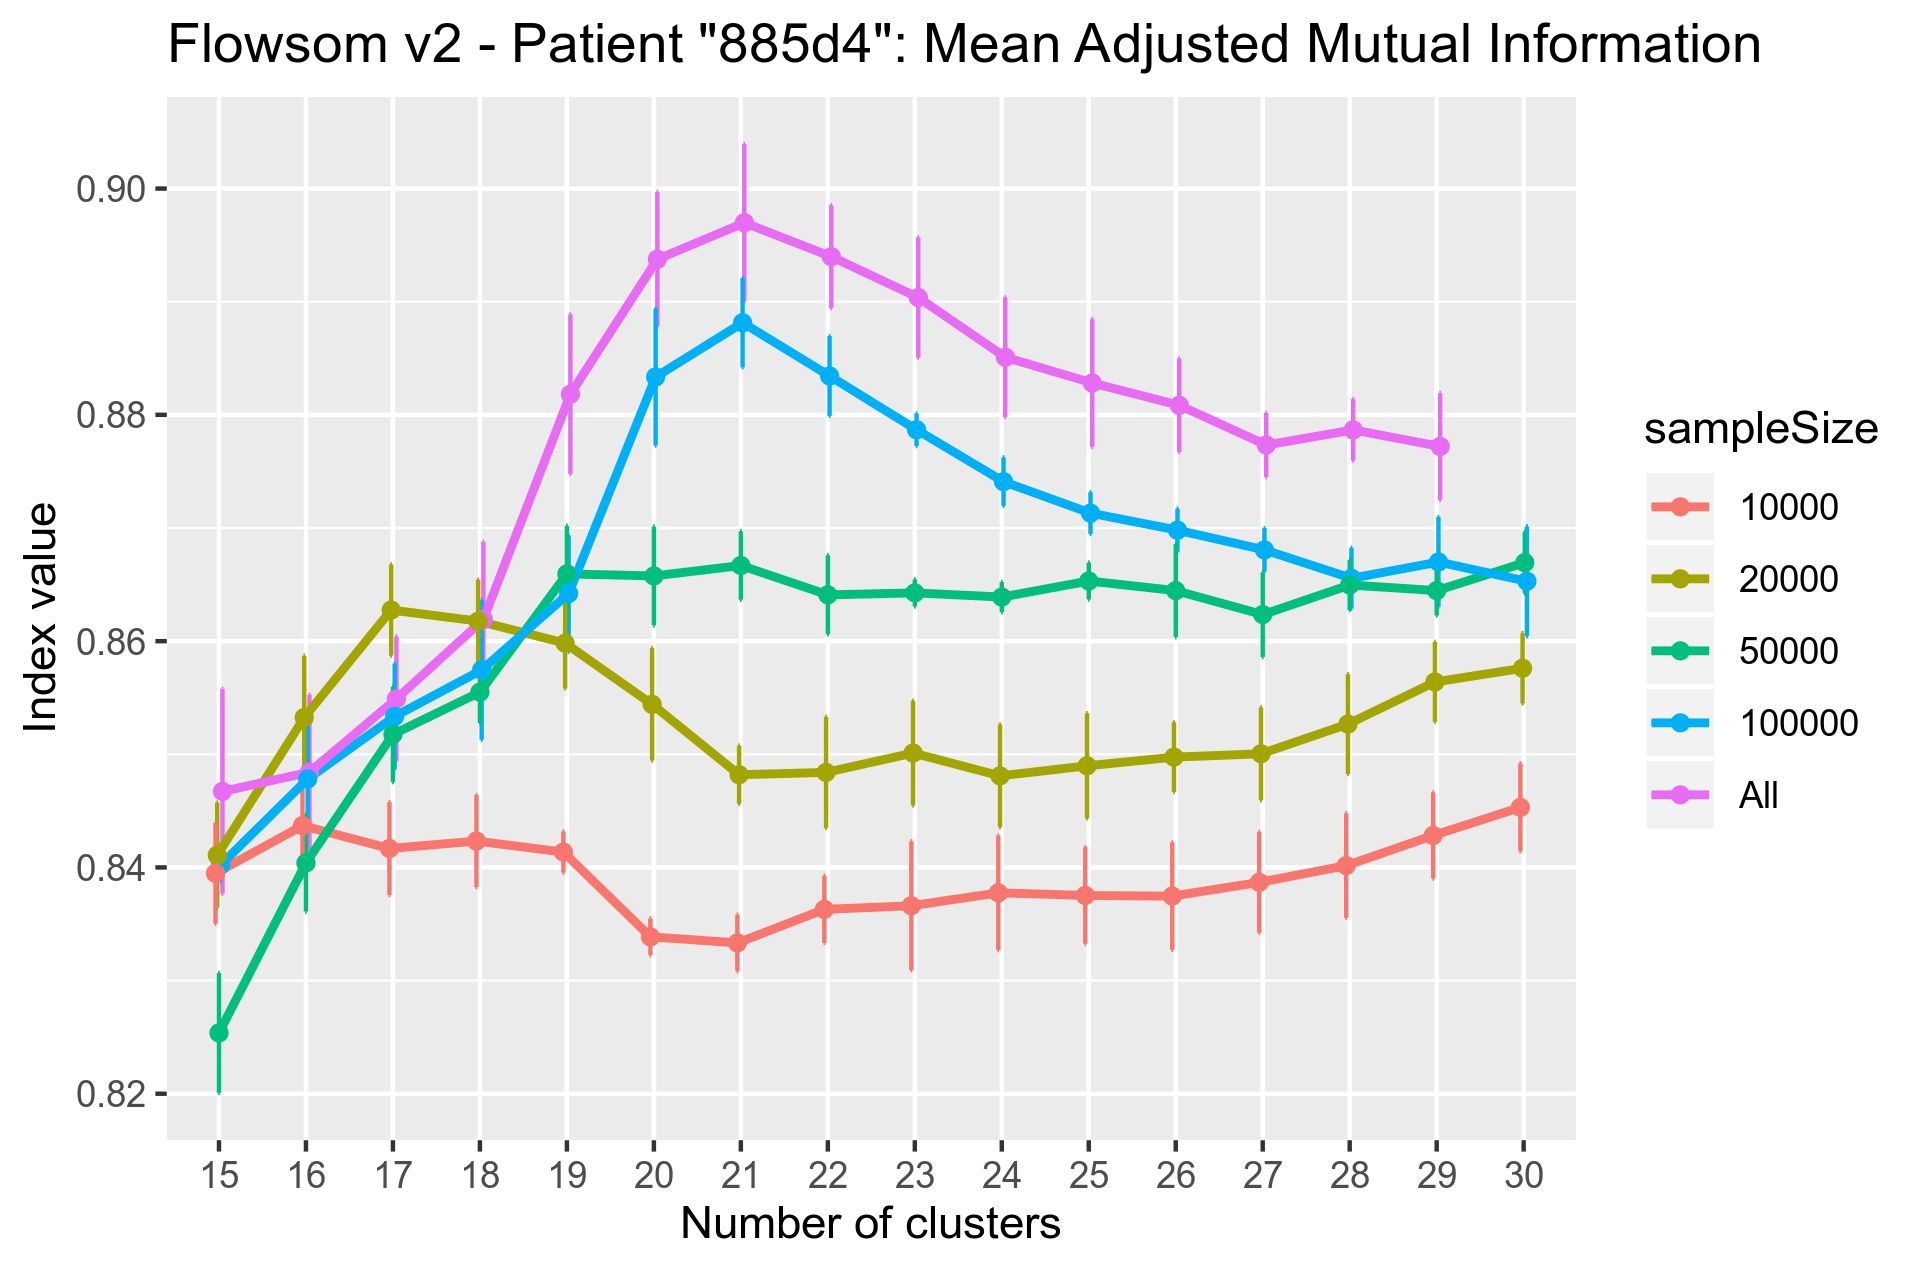 Flowsom v2 - Patient "885d4": Mean Adjusted Mutual Information
0.90
0.88
0.86
0.84
0.82
Index value
15 16 17 18 19 20 21 22 23 24 25 26 27 28 29 30
Number of clusters
sampleSize
10000
20000
50000
100000
All